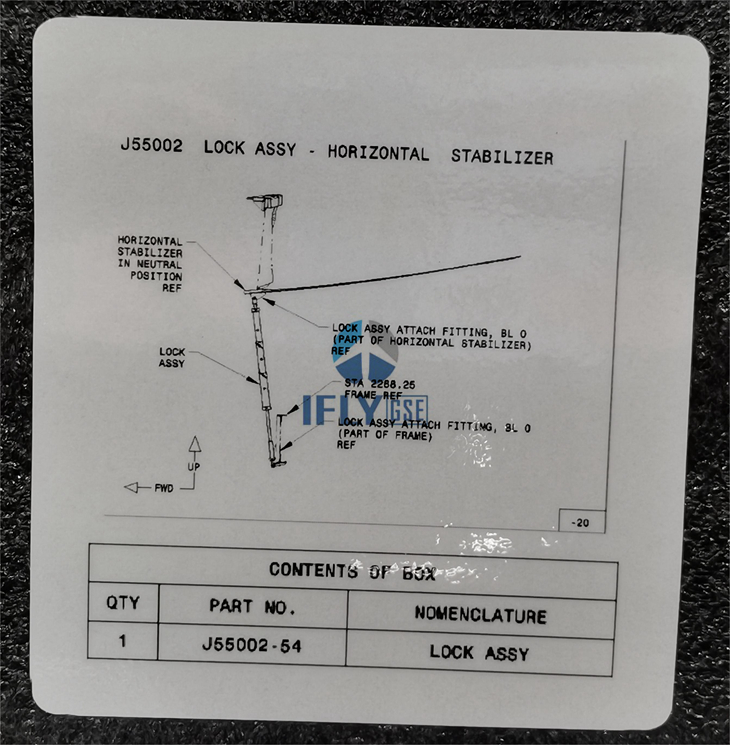 J55002 LOCK ASSY - HORIZONTAL STABILIZER
HORIZONTAL
STABILIZER
IN NEUTRAL
POSITION
REF
LOCK ASSY ATTACH FITTING, BL 0
(PART OF HORIZONTAL STABILIZER)
REF
LOCK
ASSY
STA 2268.25
FRAME REF
IFLY GSE
LOCK ASSY ATTACH FITTING, BL 0
(PART OF FRAME)
REF
UP
FWD
-20
CONTENTS OF BOX
QTY PART NO. NOMENCLATURE
1 J55002-54 LOCK ASSY